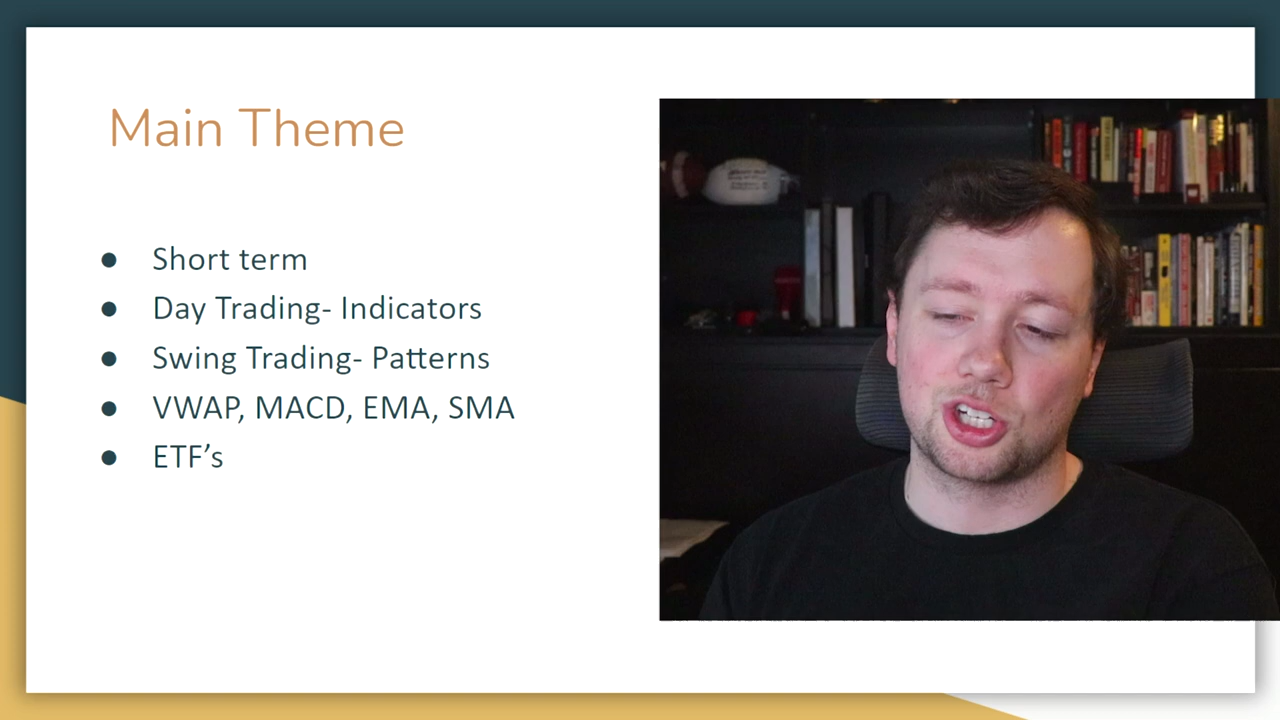 Main Theme
Short term
Day Trading- Indicators
Swing Trading- Patterns
VWAP, MACD, EMA, SMA
ETF’s